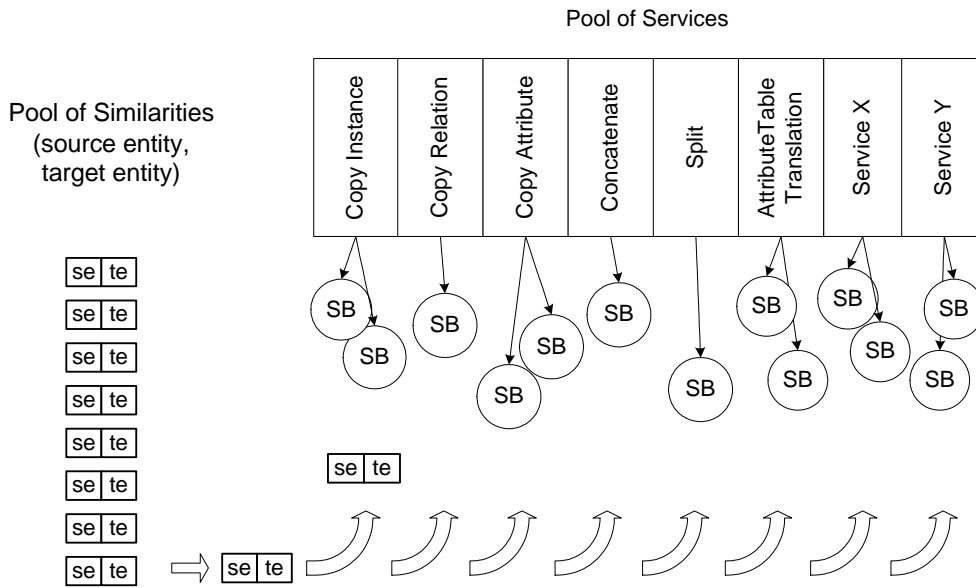 Pool of Services
Pool of Similarities
(source entity,
target entity)
Copy Instance
Copy Relation
Copy Attribute
Concatenate
Split
AttributeTable
Translation
Service X
Service Y
se te
se te
se te
se te
se te
se te
se te
se te
SB
SB
SB
SB
SB
SB
SB
SB
SB
SB
SB
SB
SB
se te
se te